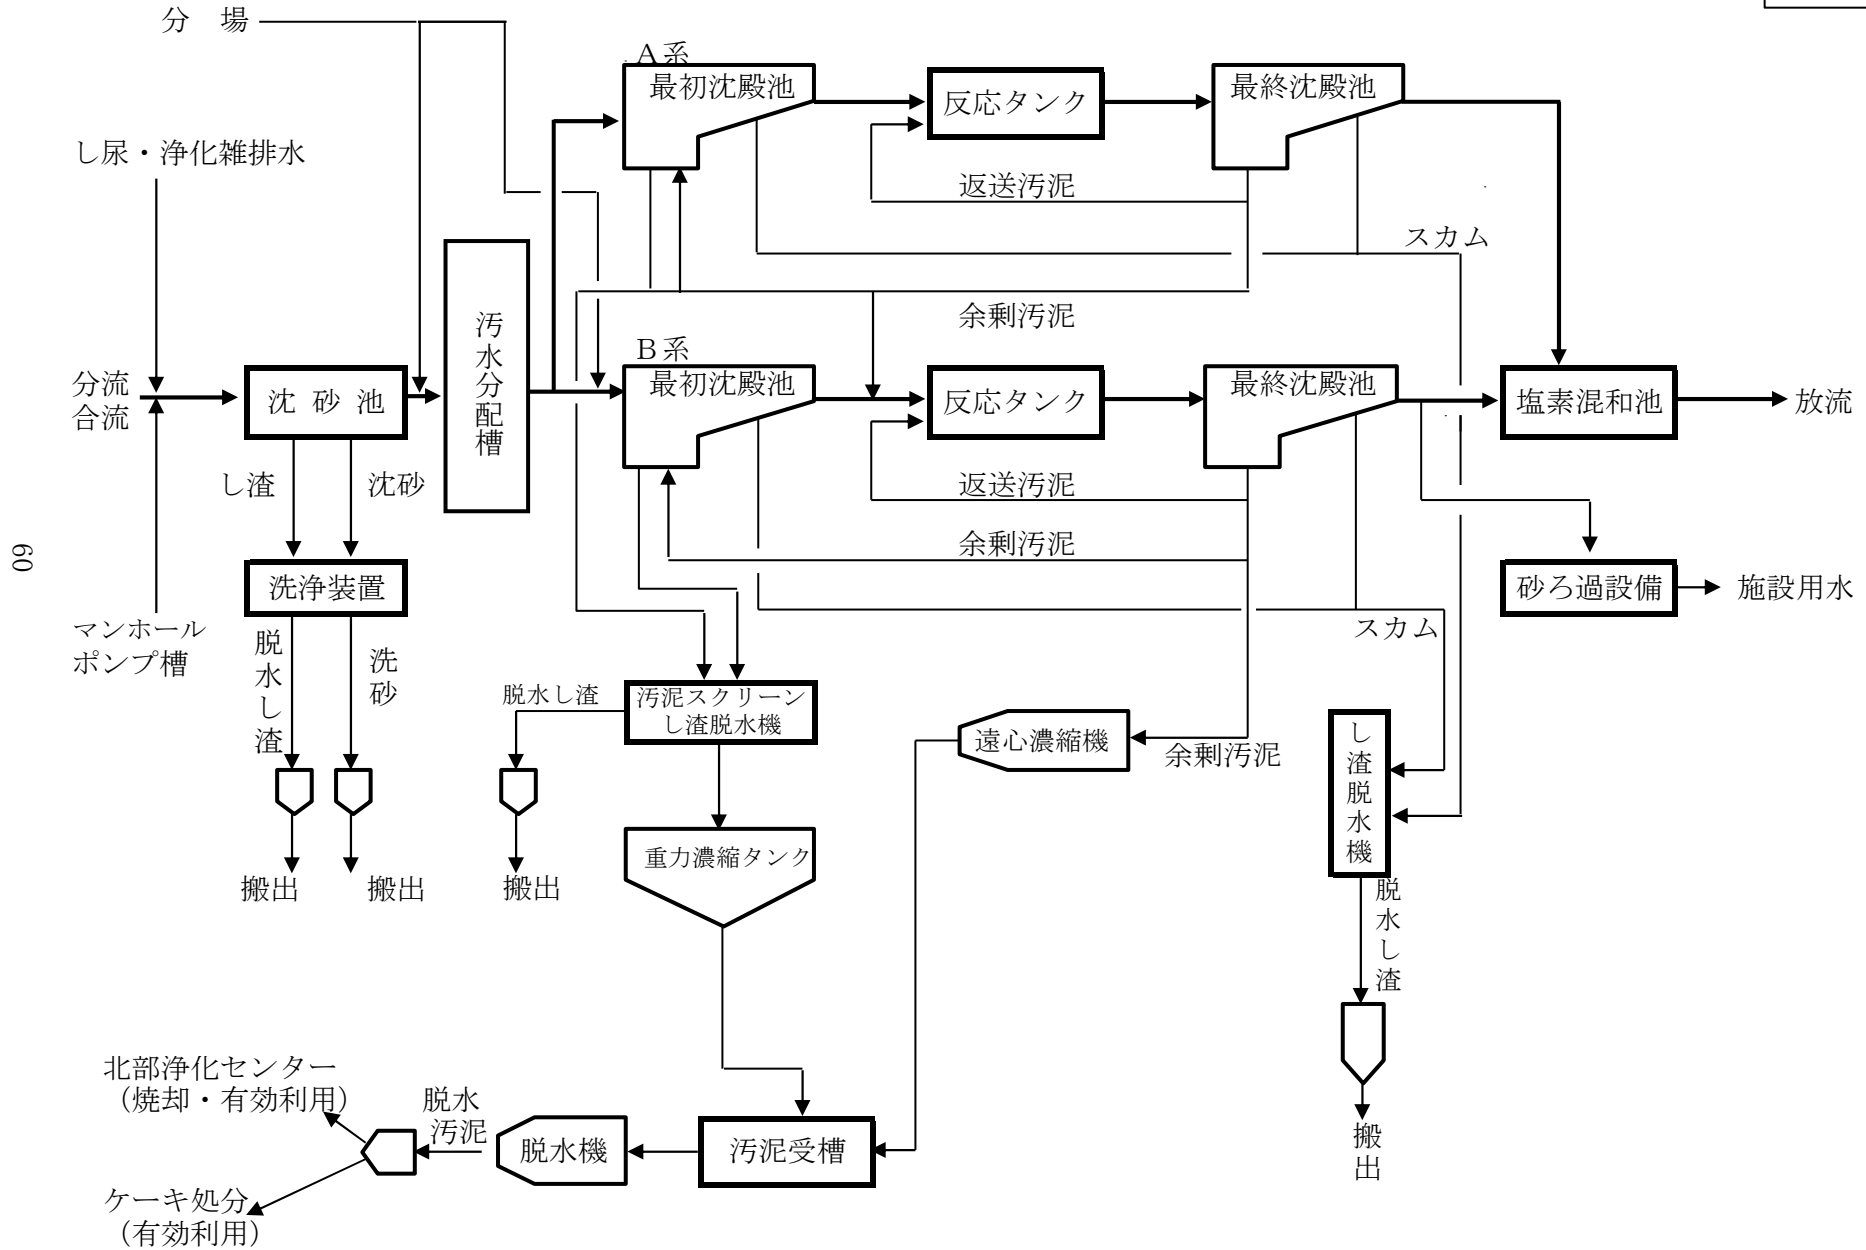 分　場
Ａ系
最初沈殿池
反応タンク
最終沈殿池
し尿・浄化雑排水
返送汚泥
スカム
余剰汚泥
汚水分配槽
Ｂ系
分流
合流
沈 砂 池
最初沈殿池
反応タンク
最終沈殿池
塩素混和池
放流
し渣
沈砂
返送汚泥
余剰汚泥
60
洗浄装置
砂ろ過設備
施設用水
マンホール
ポンプ槽
脱水し渣
洗砂
スカム
脱水し渣
汚泥スクリーン
し渣脱水機
遠心濃縮機
余剰汚泥
し渣脱水機
重力濃縮タンク
搬出
搬出
搬出
脱水し渣
北部浄化センター
（焼却・有効利用）
脱水
汚泥
脱水機
汚泥受槽
搬出
ケーキ処分
（有効利用）